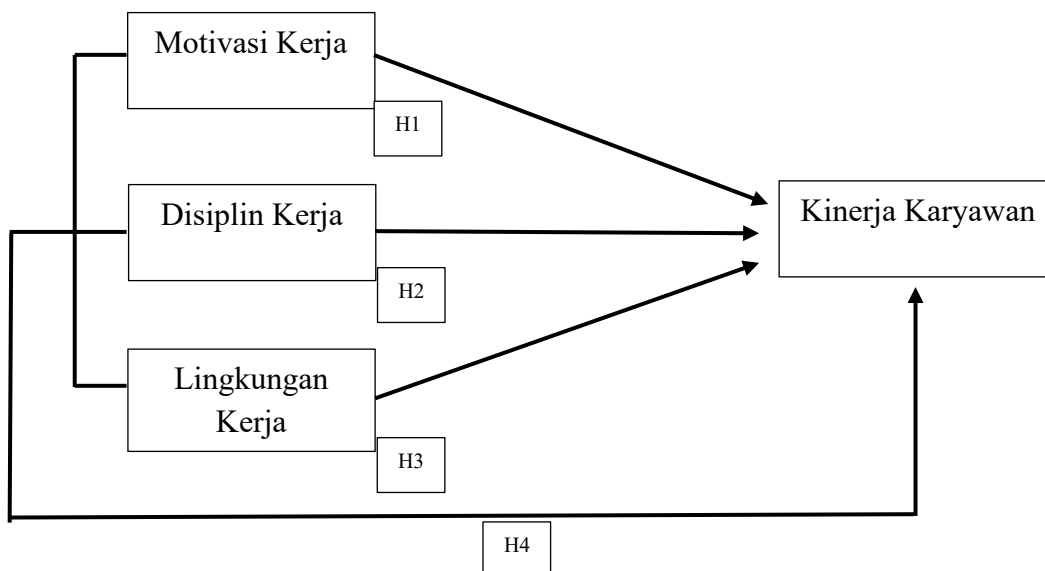 Motivasi Kerja
H1
Disiplin Kerja
Kinerja Karyawan
H2
Lingkungan
Kerja
H3
H4